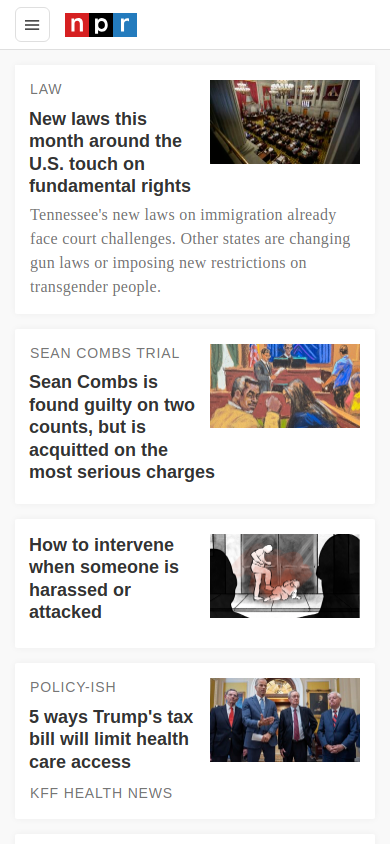 npr
LAW
New laws this
month around the
U.S. touch on
fundamental rights
Tennessee's new laws on immigration already
face court challenges. Other states are changing
gun laws or imposing new restrictions on
transgender people.
SEAN COMBS TRIAL
Sean Combs is
found guilty on two
counts, but is
acquitted on the
most serious charges
How to intervene
when someone is
harassed or
attacked
POLICY-ISH
5 ways Trump's tax
bill will limit health
care access
KFF HEALTH NEWS